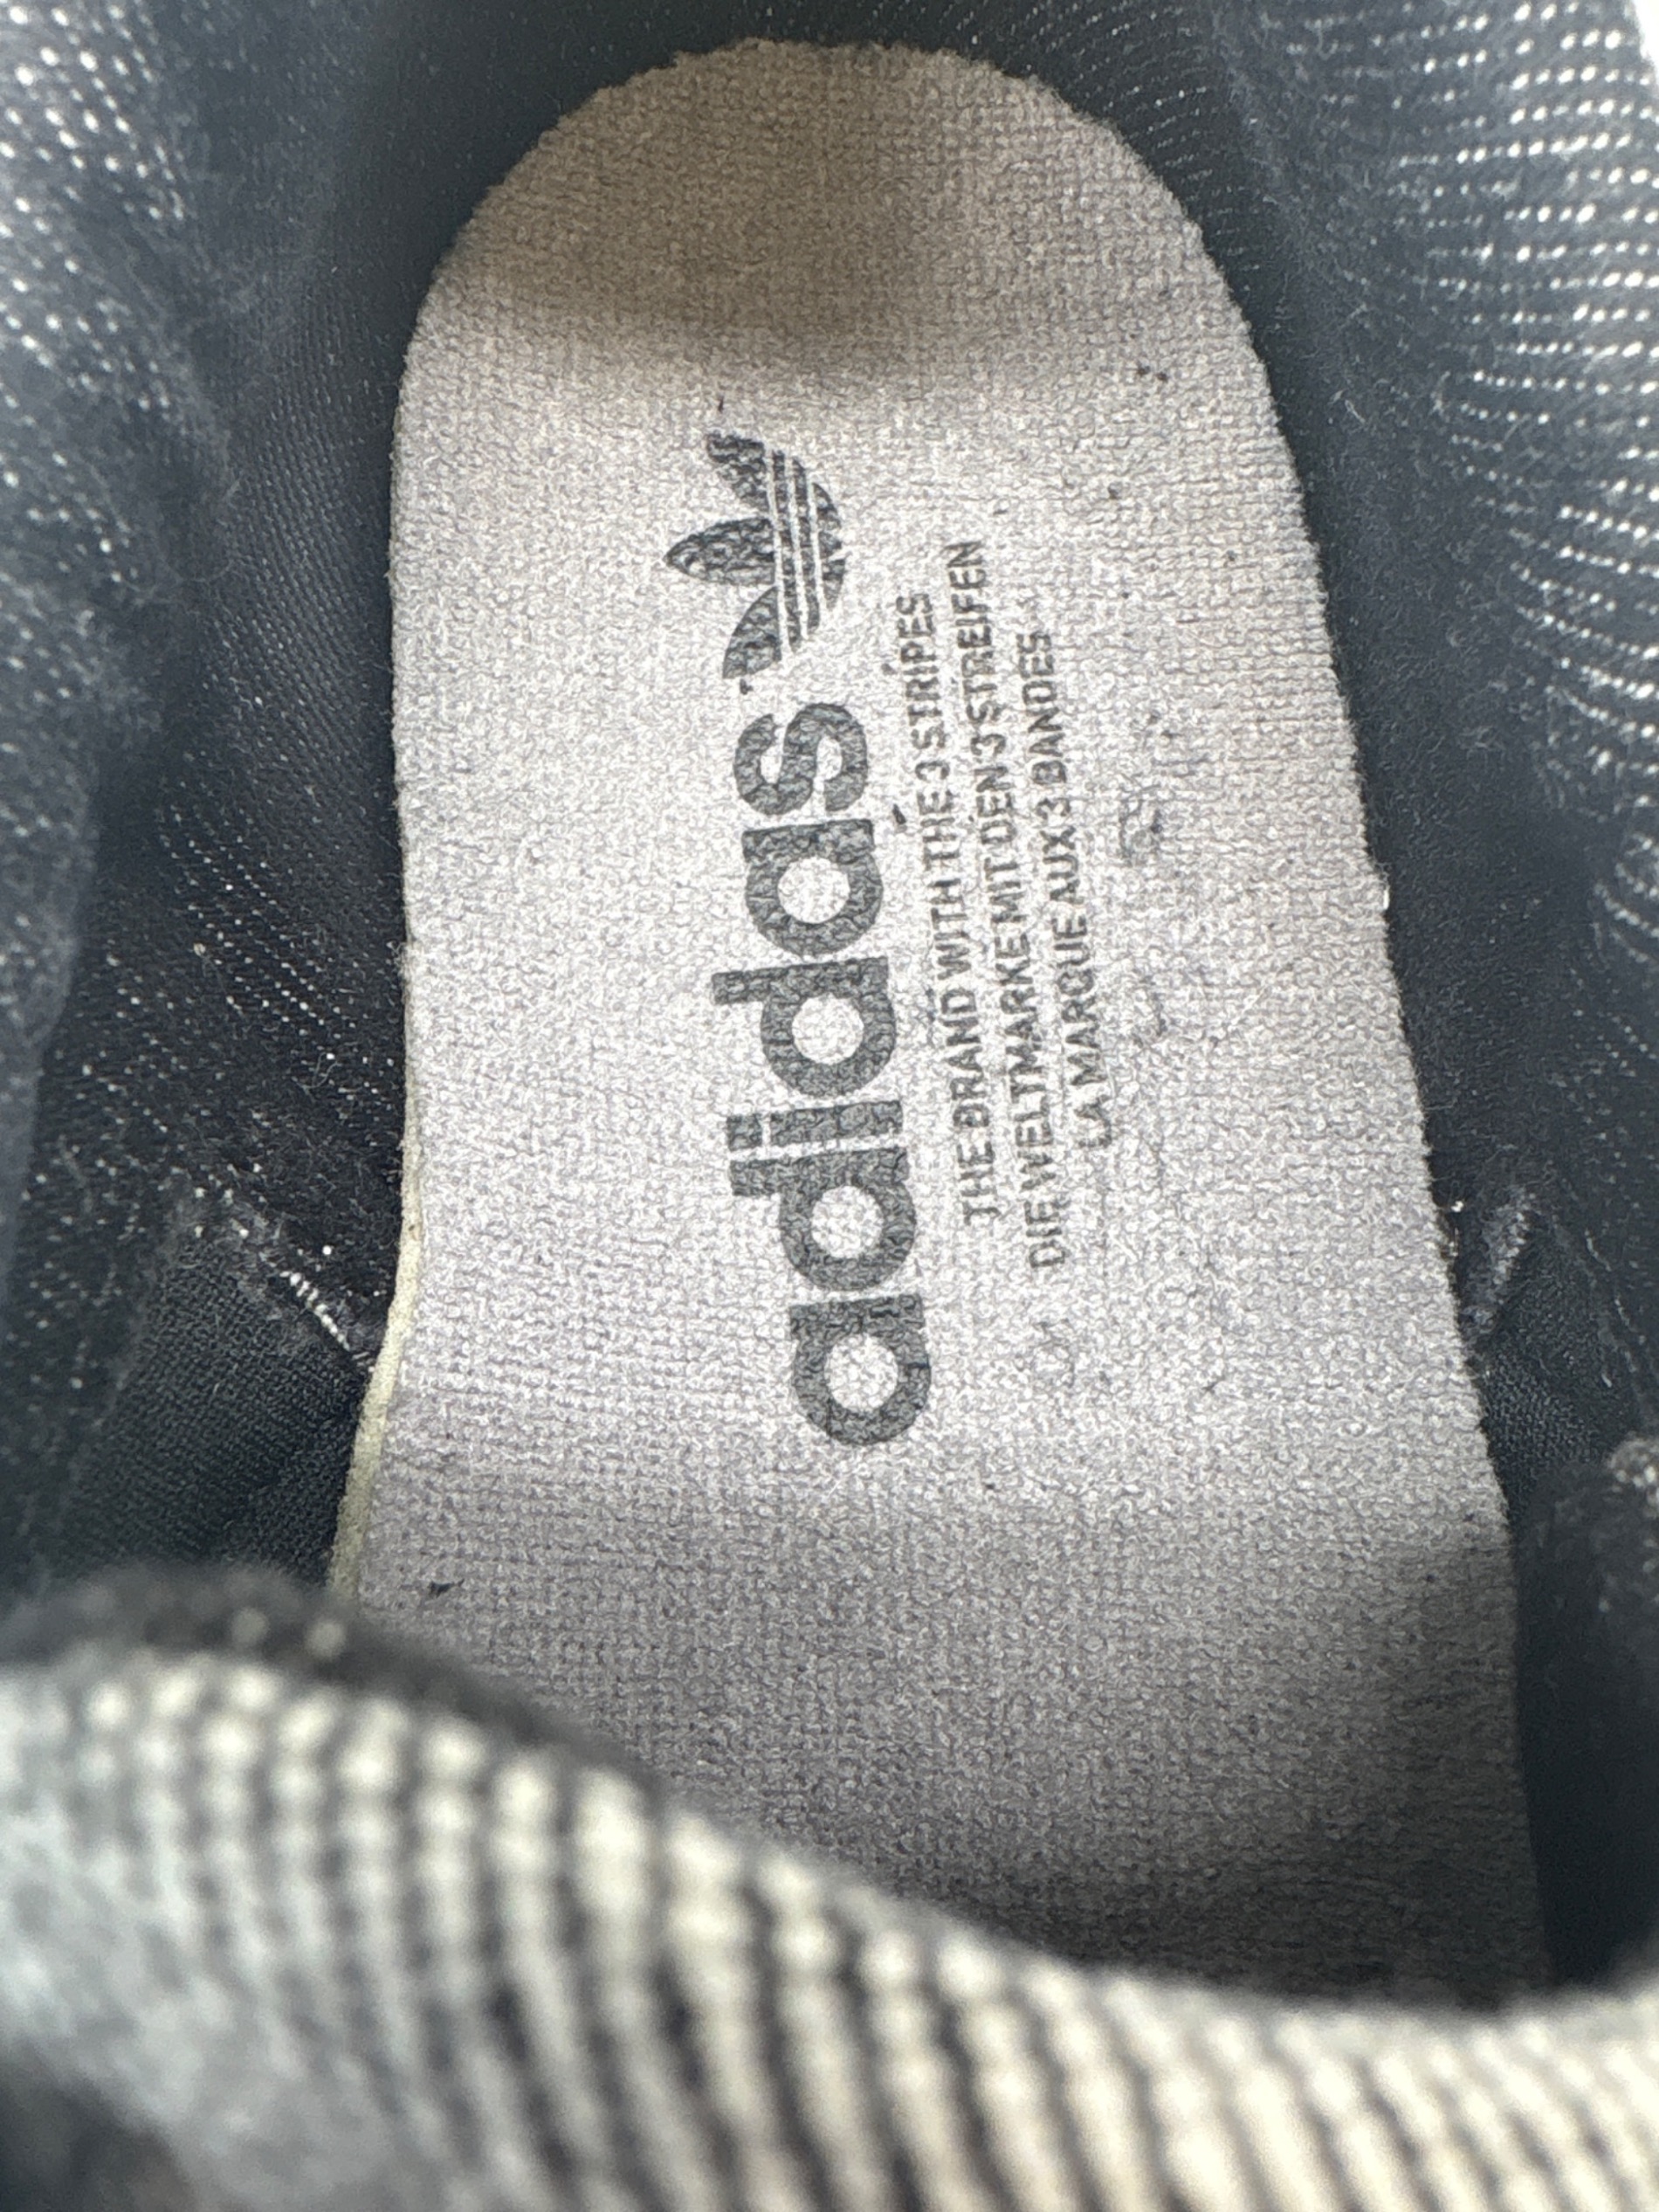 adidas
THE BRAND WITH THE 3 STRIPES
DIE WELTMARKE MIT DEN 3 STREIFEN
LA MARQUE AUX 3 BANDES